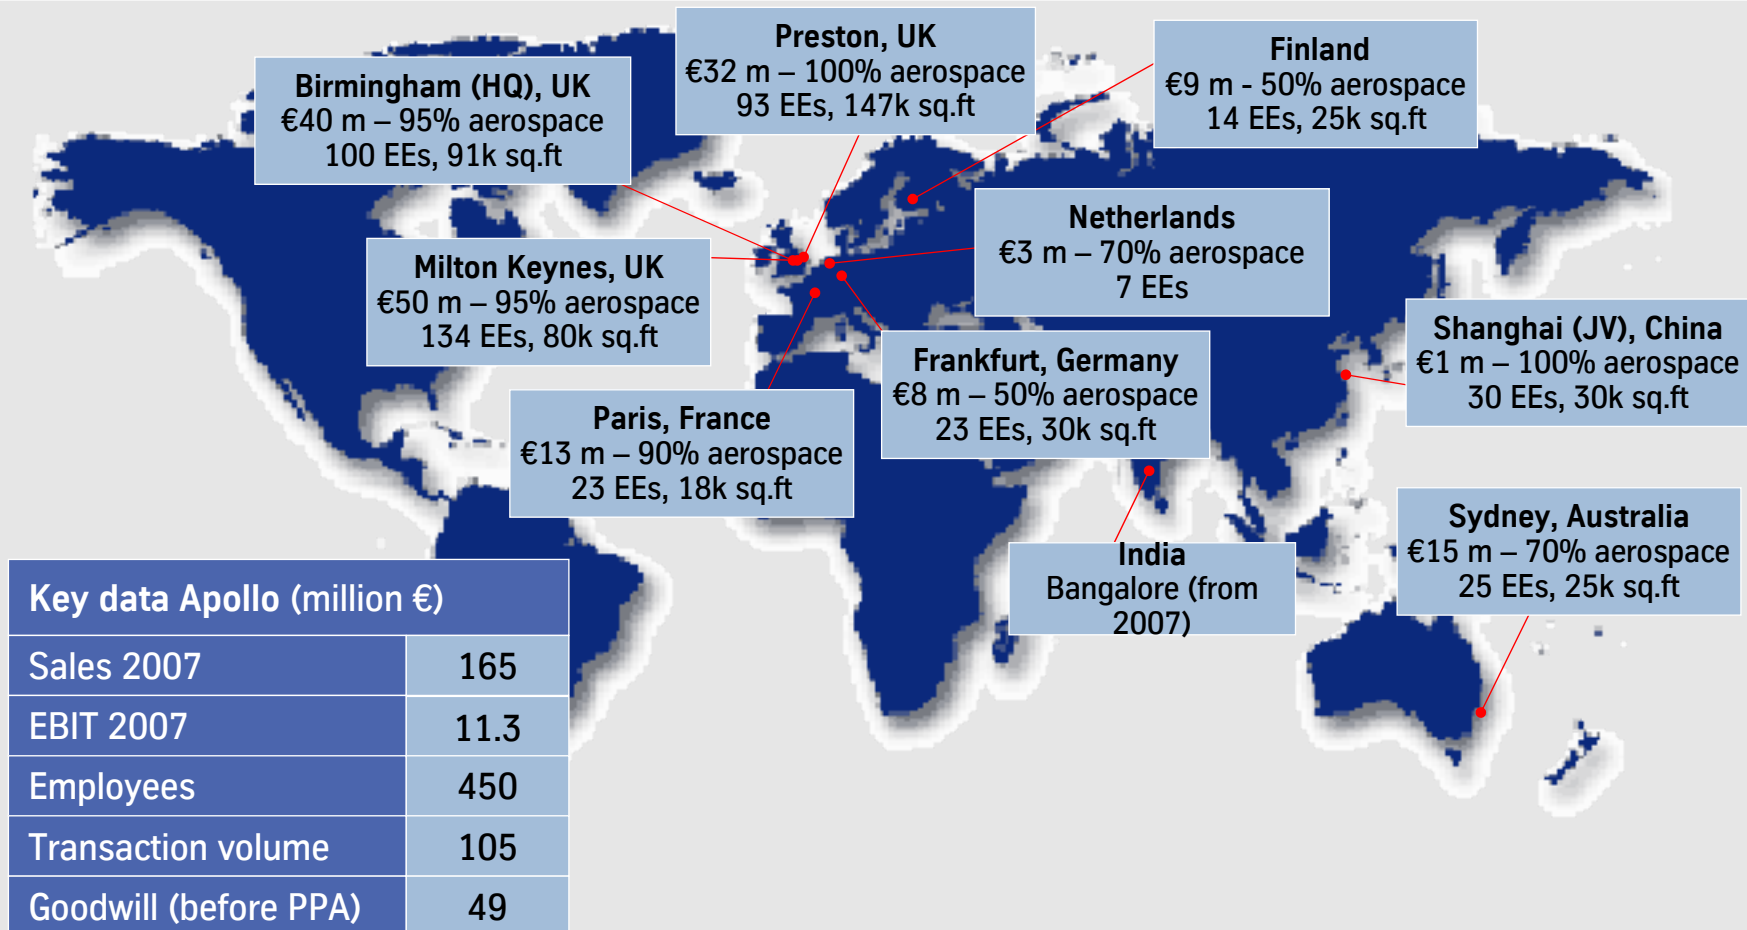 Preston, UK
€32 m – 100% aerospace
93 EEs, 147k sq.ft
Finland
€9 m - 50% aerospace
14 EEs, 25k sq.ft
Birmingham (HQ), UK
€40 m – 95% aerospace
100 EEs, 91k sq.ft
Netherlands
€3 m – 70% aerospace
7 EEs
Milton Keynes, UK
€50 m – 95% aerospace
134 EEs, 80k sq.ft
Shanghai (JV), China
€1 m – 100% aerospace
30 EEs, 30k sq.ft
Frankfurt, Germany
€8 m – 50% aerospace
23 EEs, 30k sq.ft
Paris, France
€13 m – 90% aerospace
23 EEs, 18k sq.ft
Sydney, Australia
€15 m – 70% aerospace
25 EEs, 25k sq.ft
India
Bangalore (from
2007)
Key data Apollo (million €)
Sales 2007 165
EBIT 2007 11.3
Employees 450
Transaction volume 105
Goodwill (before PPA) 49